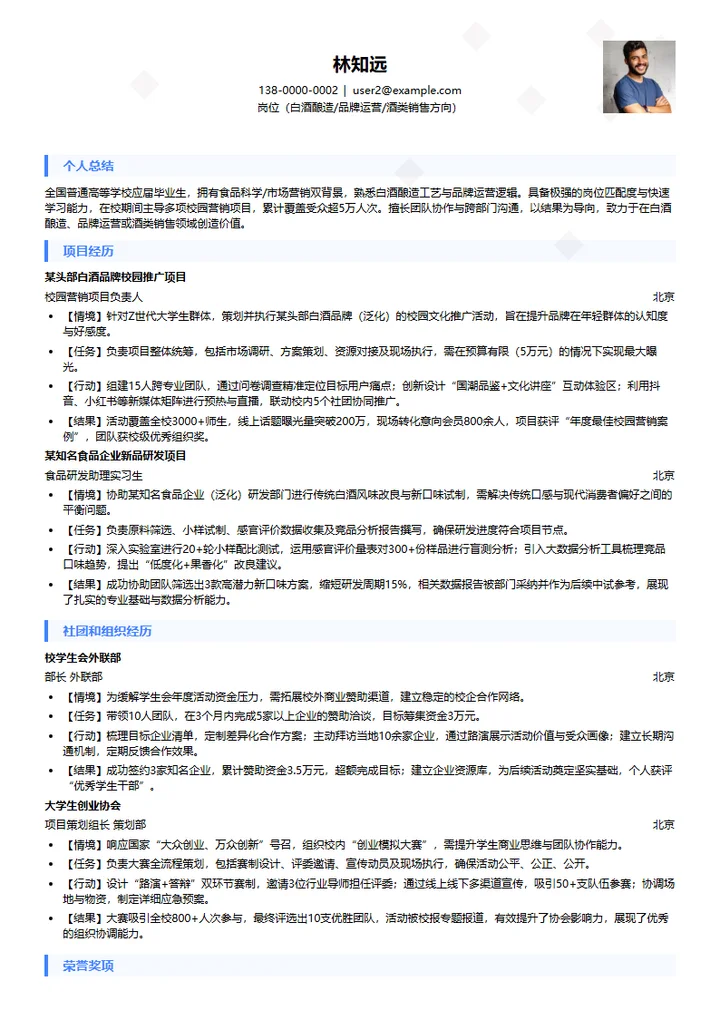 林知远
138-0000-0002 | user2@example.com
岗位（白酒酿造/品牌运营/酒类销售方向）
个人总结
全国普通高等学校应届毕业生，拥有食品科学/市场营销双背景，熟悉白酒酿造工艺与品牌运营逻辑。具备极强的岗位匹配度与快速
学习能力，在校期间主导多项校园营销项目，累计覆盖受众超5万人次。擅长团队协作与跨部门沟通，以结果为导向，致力于在白酒
酿造、品牌运营或酒类销售领域创造价值。
项目经历
某头部白酒品牌校园推广项目
校园营销项目负责人 北京
• 【情境】针对Z世代大学生群体，策划并执行某头部白酒品牌（泛化）的校园文化推广活动，旨在提升品牌在年轻群体的认知度
与好感度。
• 【任务】负责项目整体统筹，包括市场调研、方案策划、资源对接及现场执行，需在预算有限（5万元）的情况下实现最大曝
光。
• 【行动】组建15人跨专业团队，通过问卷调查精准定位目标用户痛点；创新设计“国潮品鉴+文化讲座”互动体验区；利用抖
音、小红书等新媒体矩阵进行预热与直播，联动校内5个社团协同推广。
• 【结果】活动覆盖全校3000+师生，线上话题曝光量突破200万，现场转化意向会员800余人，项目获评“年度最佳校园营销案
例”，团队获校级优秀组织奖。
某知名食品企业新品研发项目
食品研发助理实习生 北京
• 【情境】协助某知名食品企业（泛化）研发部门进行传统白酒风味改良与新口味试制，需解决传统口感与现代消费者偏好之间的
平衡问题。
• 【任务】负责原料筛选、小样试制、感官评价数据收集及竞品分析报告撰写，确保研发进度符合项目节点。
• 【行动】深入实验室进行20+轮小样配比测试，运用感官评价量表对300+份样品进行盲测分析；引入大数据分析工具梳理竞品
口味趋势，提出“低度化+果香化”改良建议。
• 【结果】成功协助团队筛选出3款高潜力新口味方案，缩短研发周期15%，相关数据报告被部门采纳并作为后续中试参考，展现
了扎实的专业基础与数据分析能力。
社团和组织经历
校学生会外联部
部长 外联部 北京
• 【情境】为缓解学生会年度活动资金压力，需拓展校外商业赞助渠道，建立稳定的校企合作网络。
• 【任务】带领10人团队，在3个月内完成5家以上企业的赞助洽谈，目标筹集资金3万元。
• 【行动】梳理目标企业清单，定制差异化合作方案；主动拜访当地10余家企业，通过路演展示活动价值与受众画像；建立长期沟
通机制，定期反馈合作效果。
• 【结果】成功签约3家知名企业，累计赞助资金3.5万元，超额完成目标；建立企业资源库，为后续活动奠定坚实基础，个人获评
“优秀学生干部”。
大学生创业协会
项目策划组长 策划部 北京
• 【情境】响应国家“大众创业、万众创新”号召，组织校内“创业模拟大赛”，需提升学生商业思维与团队协作能力。
• 【任务】负责大赛全流程策划，包括赛制设计、评委邀请、宣传动员及现场执行，确保活动公平、公正、公开。
• 【行动】设计“路演+答辩”双环节赛制，邀请3位行业导师担任评委；通过线上线下多渠道宣传，吸引50+支队伍参赛；协调场
地与物资，制定详细应急预案。
• 【结果】大赛吸引全校800+人次参与，最终评选出10支优胜团队，活动被校报专题报道，有效提升了协会影响力，展现了优秀
的组织协调能力。
荣誉奖项